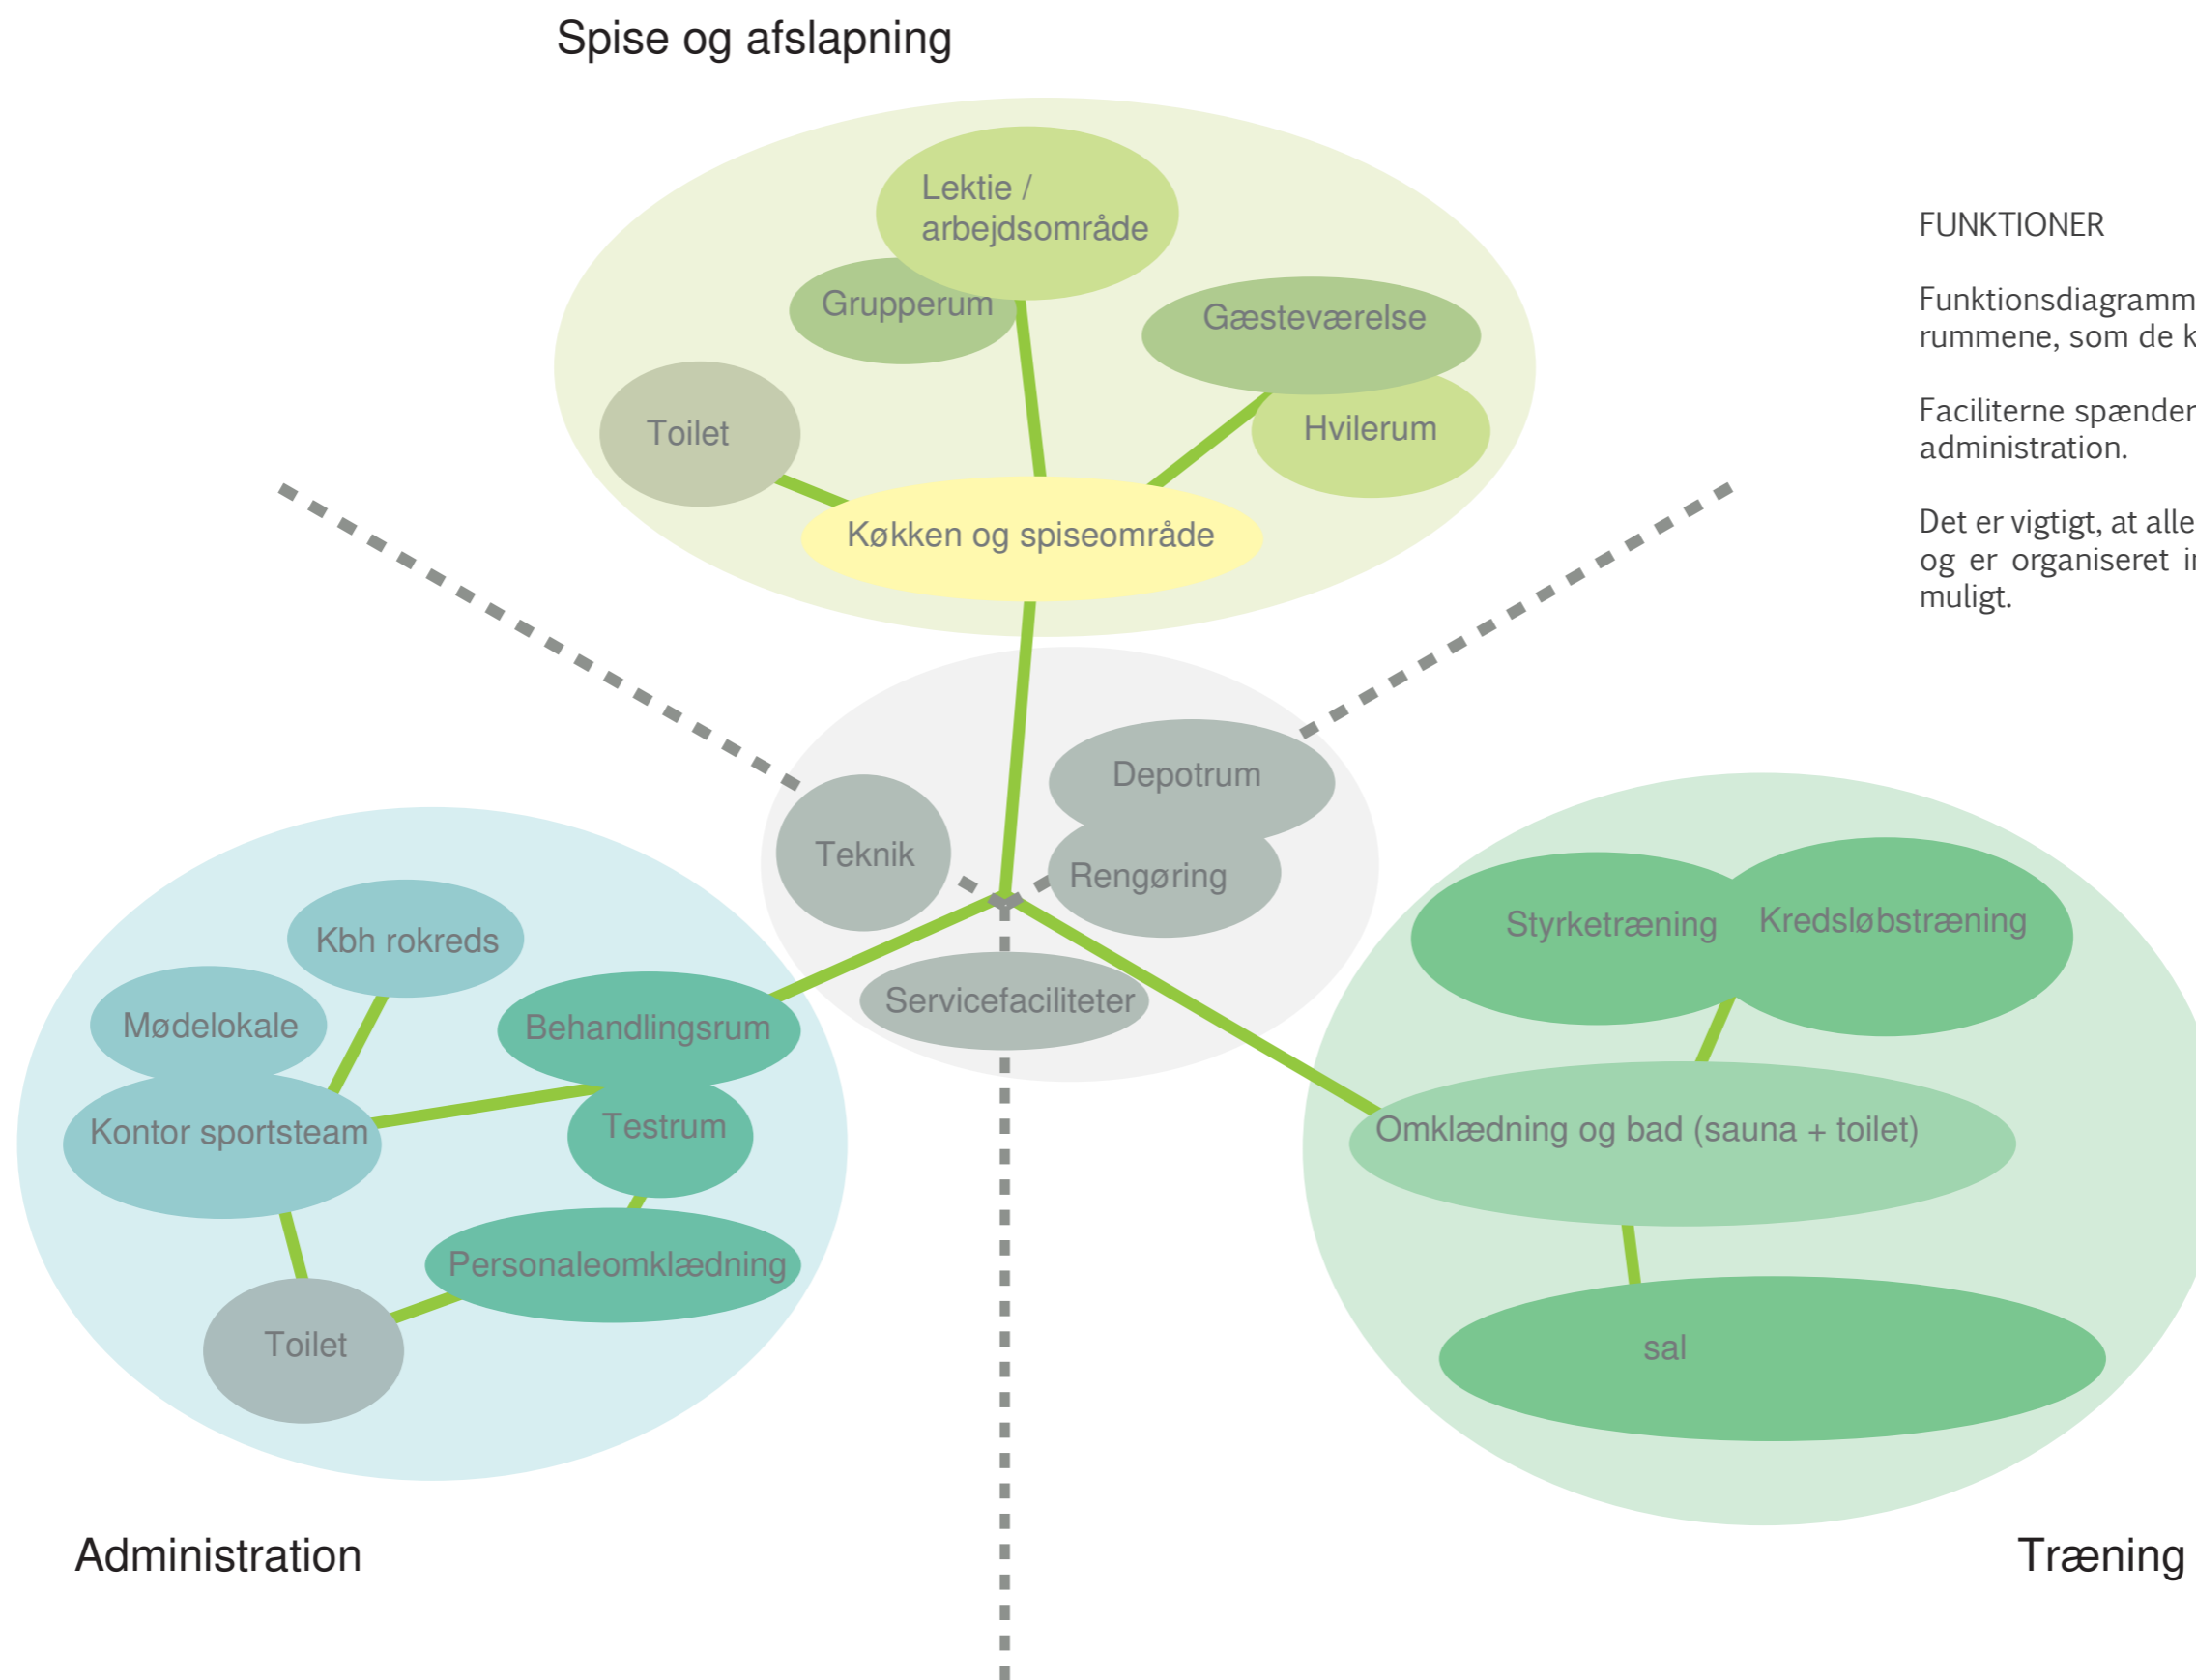 Spise og afslapning
Lektie /
arbejdsområde
Grupperum
Gæsteværelse
Toilet
Hvilerum
Køkken og spiseområde
FUNKTIONER
rummene, som de
Faciliterne spænder
administration.
Det er vigtigt, at alle
og er organiseret
muligt.
Depotrum
Teknik
Rengøring
Servicefaciliteter
Kbh rokreds
Mødelokale
Behandlingsrum
Kontor sportsteam
Testrum
Personaleomklædning
Toilet
Styrketræning
Kredsløbstræning
Omklædning og bad (sauna + toilet)
sal
Administration
Træning